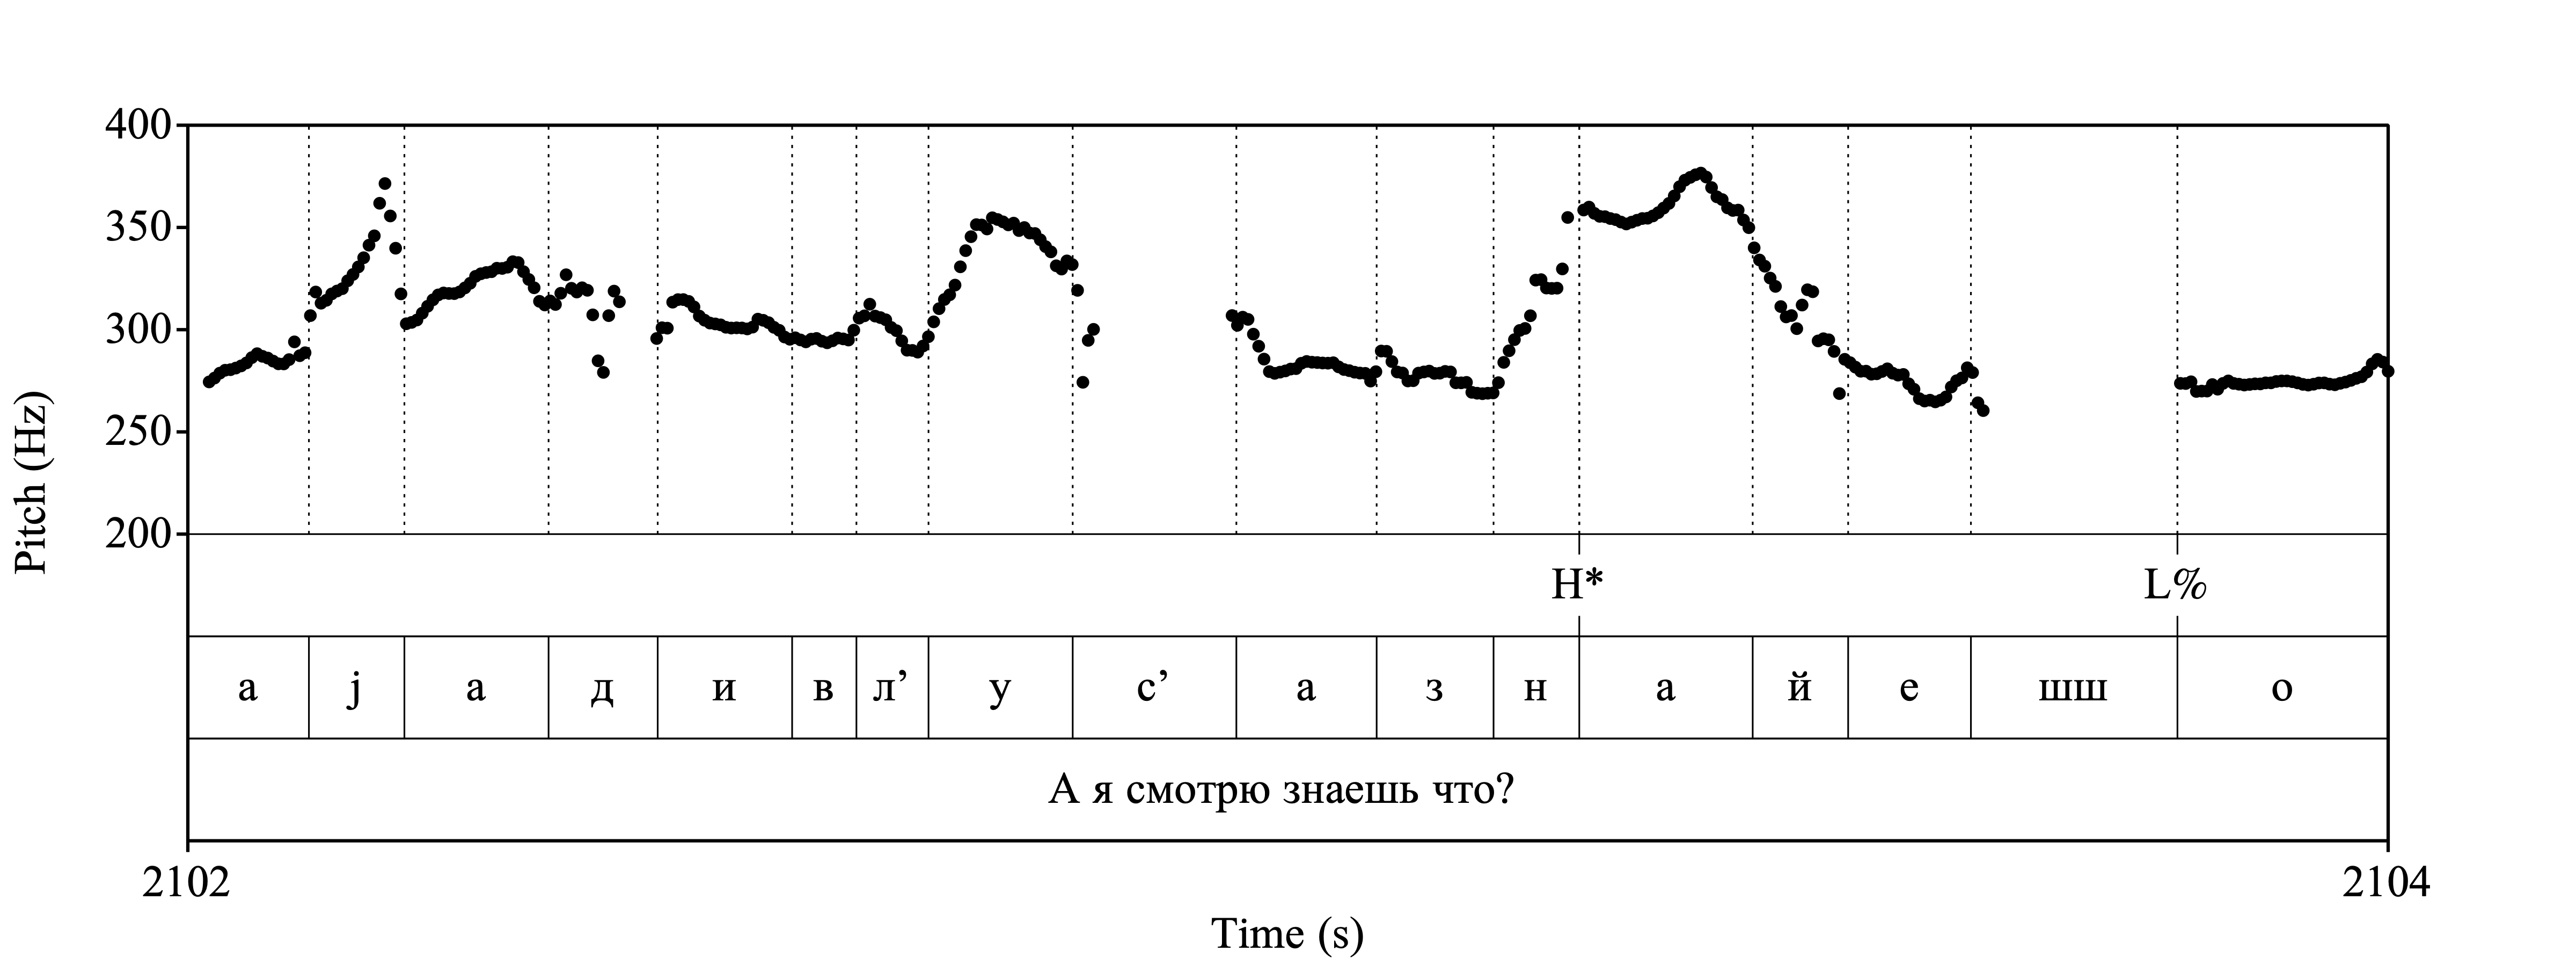 400
350
300
250
200
Pitch (Hz)
H* L%
а j а д и в л’ у с’ а з н а й е шш о
А я смотрю знаешь что?
2102 2104
Time (s)